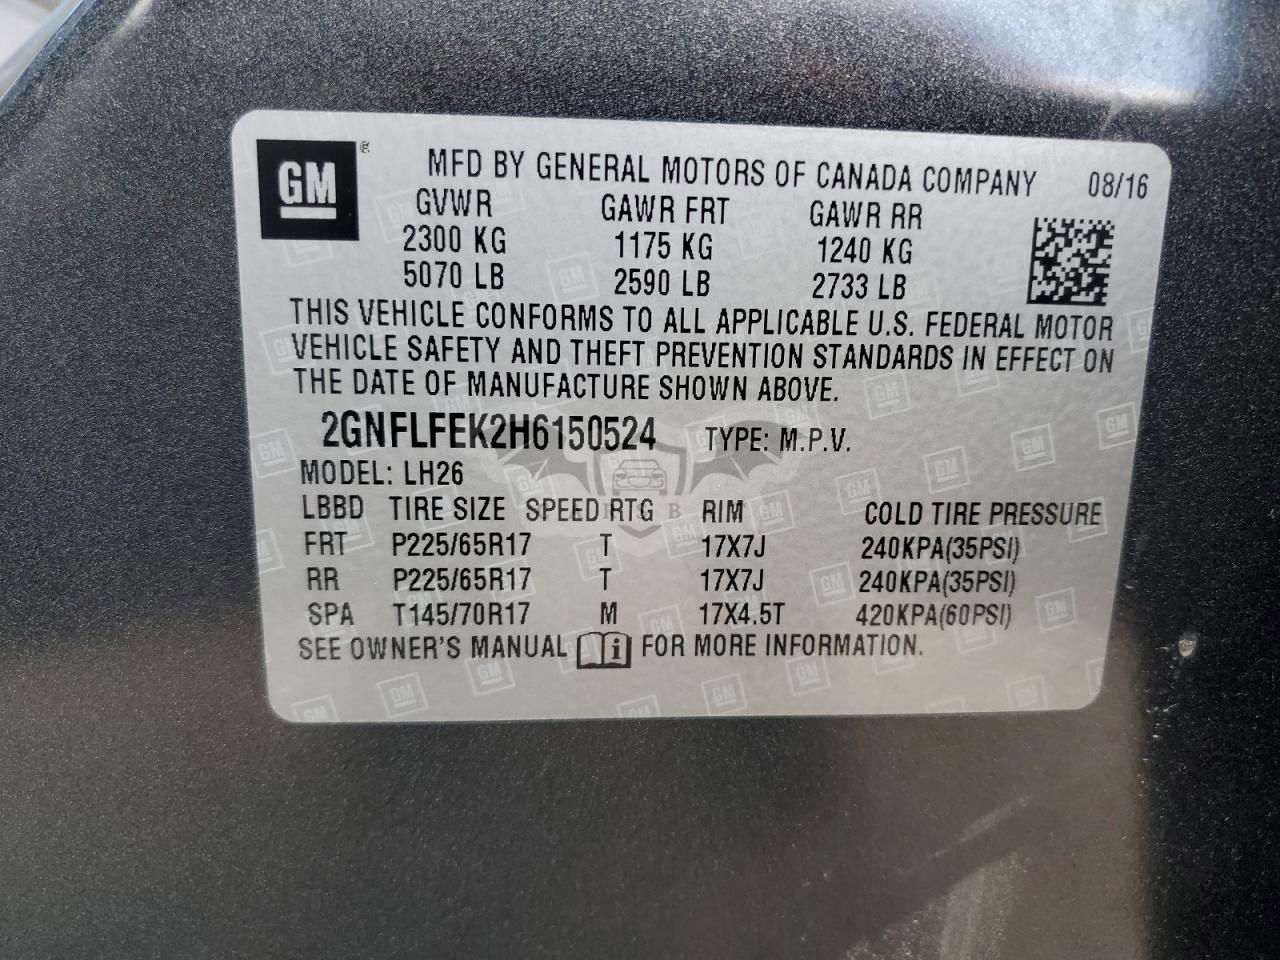 GM ® MFD BY GENERAL MOTORS OF CANADA COMPANY 08/16
GVWR GAWR FRT GAWR RR
2300 KG 1175 KG 1240 KG
5070 LB 2590 LB 2733 LB
THIS VEHICLE CONFORMS TO ALL APPLICABLE U.S. FEDERAL MOTOR
VEHICLE SAFETY AND THEFT PREVENTION STANDARDS IN EFFECT ON
THE DATE OF MANUFACTURE SHOWN ABOVE.
2GNFLFEK2H6150524 TYPE: M.P.V.
MODEL: LH26
LBBD TIRE SIZE SPEED RTG RIM COLD TIRE PRESSURE
FRT P225/65R17 T 17X7J 240KPA(35PSI)
RR P225/65R17 T 17X7J 240KPA(35PSI)
SPA T145/70R17 M 17X4.5T 420KPA(60PSI)
SEE OWNER'S MANUAL i FOR MORE INFORMATION.